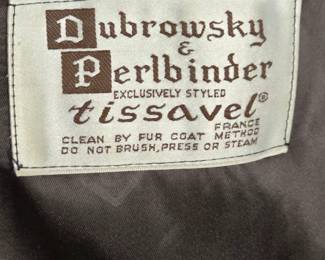 Dubrowsky
&
Perlbinder
EXCLUSIVELY STYLED
tissavel®
FRANCE
CLEAN BY FUR COAT METHOD
DO NOT BRUSH, PRESS OR STEAM